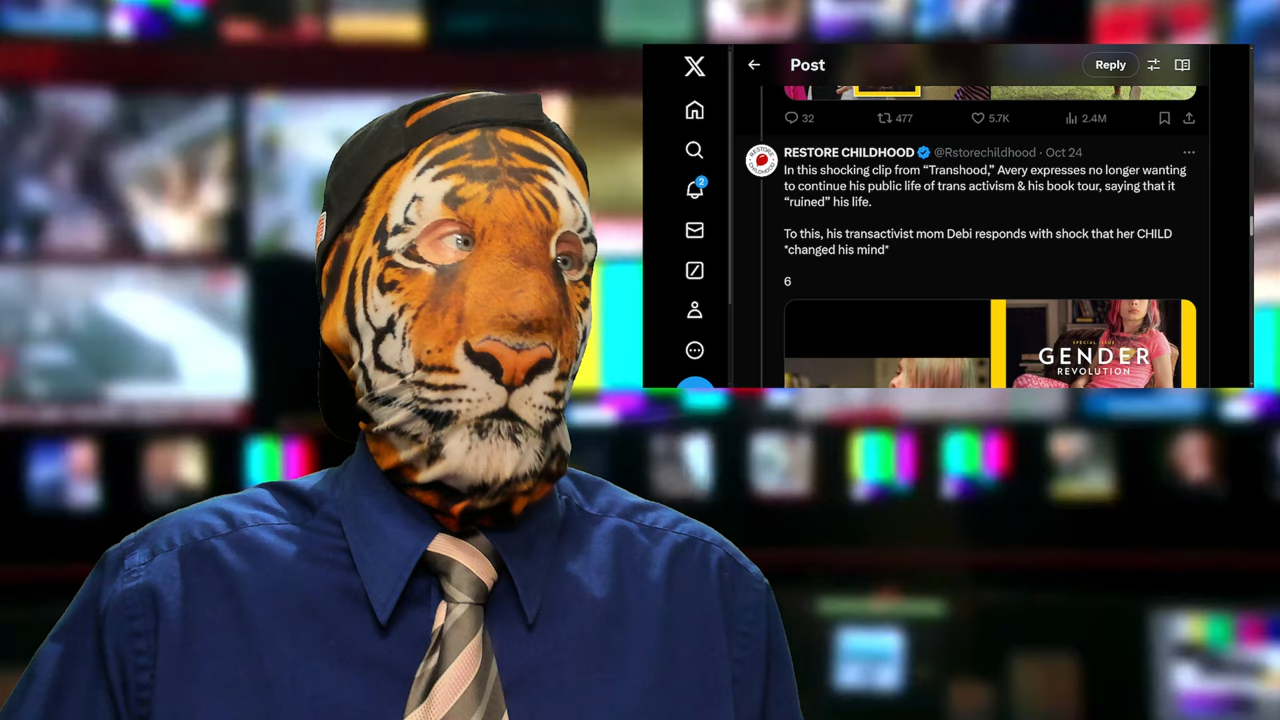 Post
Reply
32
477
5.7K
2.4M
RESTORE CHILDHOOD @Rstorechildhood · Oct 24
In this shocking clip from “Transhood,” Avery expresses no longer wanting
to continue his public life of trans activism & his book tour, saying that it
“ruined” his life.
To this, his transactivist mom Debi responds with shock that her CHILD
*changed his mind*
6
2
SPECIAL ISSUE
GENDER
REVOLUTION